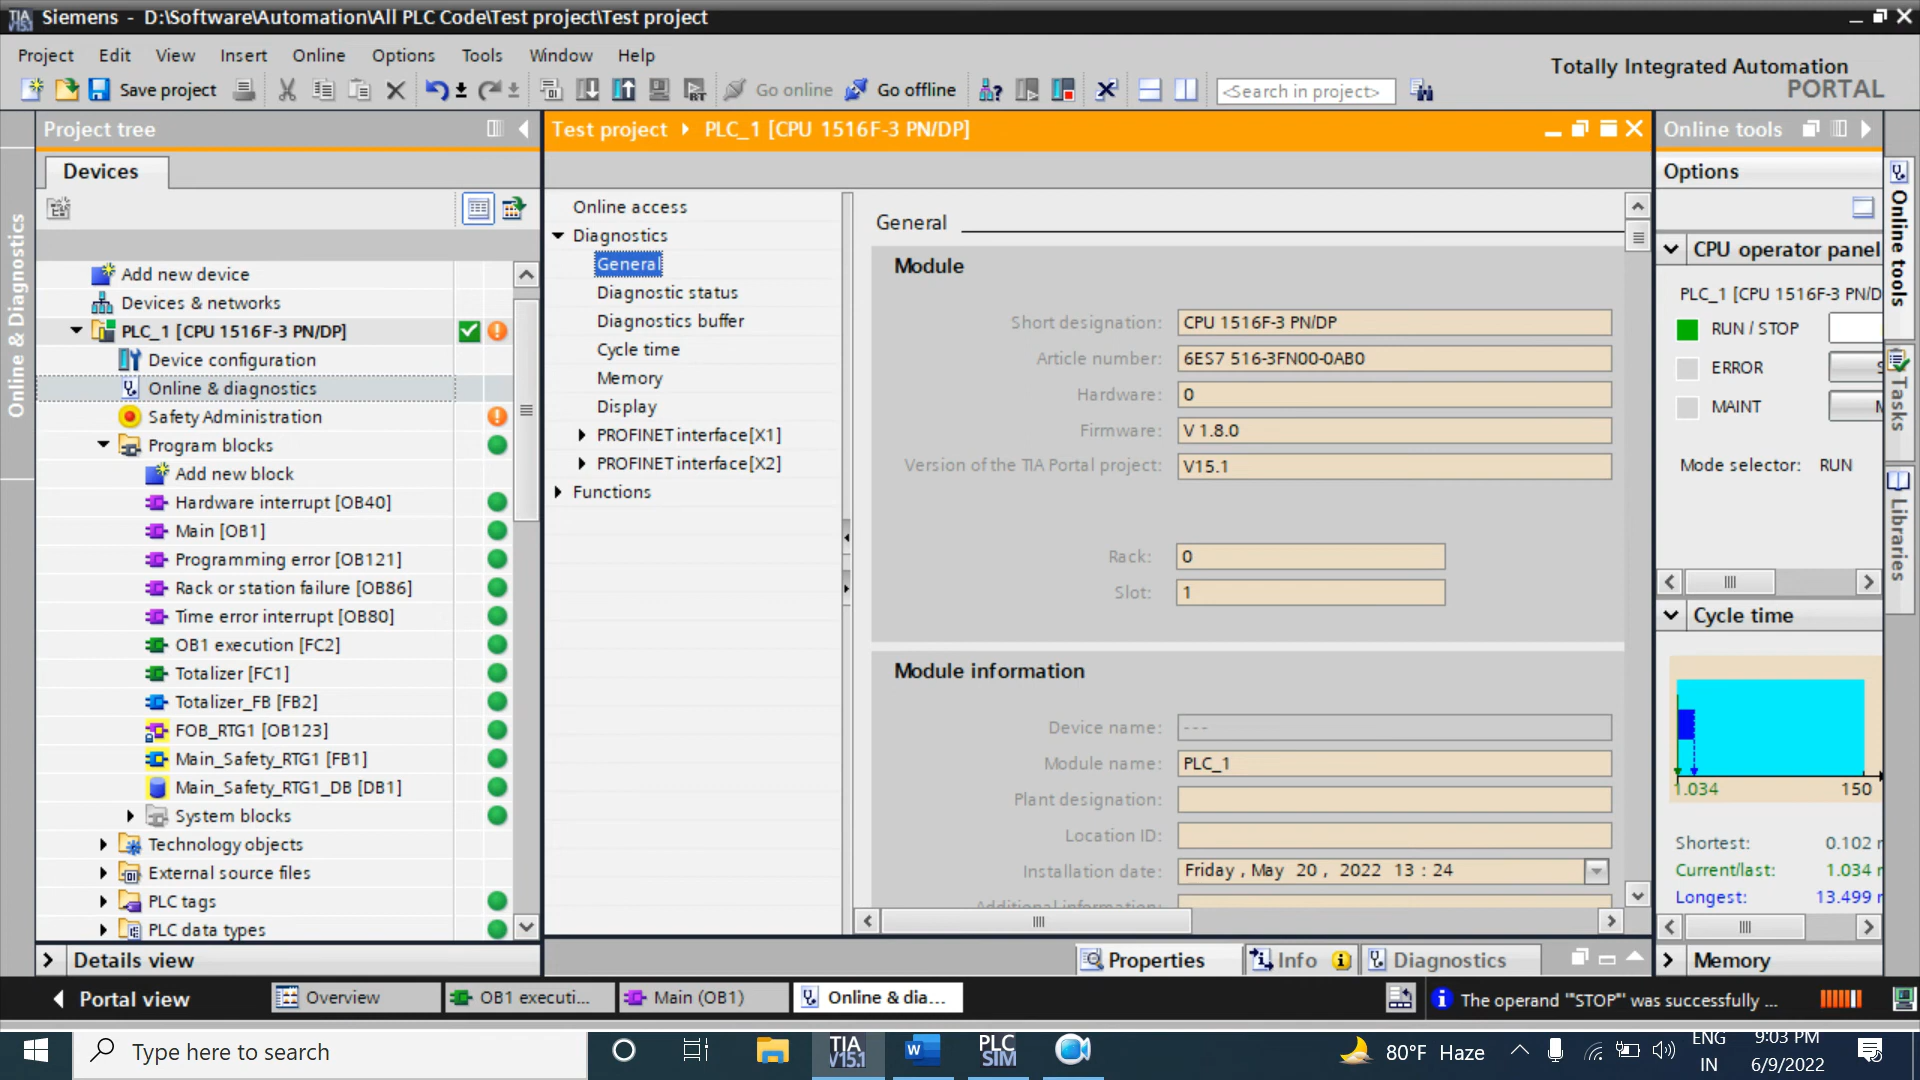 TIA V15.1 Siemens - D:\Software\Automation\All PLC Code\Test project\Test project
Project Edit View Insert Online Options Tools Window Help
Save project Go online Go offline <Search in project>
Totally Integrated Automation
PORTAL
Online & Diagnostics
Project tree
Devices
Add new device
Devices & networks
PLC_1 [CPU 1516F-3 PN/DP]
Device configuration
Online & diagnostics
Safety Administration
Program blocks
Add new block
Hardware interrupt [OB40]
Main [OB1]
Programming error [OB121]
Rack or station failure [OB86]
Time error interrupt [OB80]
OB1 execution [FC2]
Totalizer [FC1]
Totalizer_FB [FB2]
FOB_RTG1 [OB123]
Main_Safety_RTG1 [FB1]
Main_Safety_RTG1_DB [DB1]
System blocks
Technology objects
External source files
PLC tags
PLC data types
Details view
Test project PLC_1 [CPU 1516F-3 PN/DP]
Online access
Diagnostics
General
Diagnostic status
Diagnostics buffer
Cycle time
Memory
Display
PROFINET interface[X1]
PROFINET interface[X2]
Functions
General
Module
Short designation: CPU 1516F-3 PN/DP
Article number: 6ES7 516-3FN00-0AB0
Hardware: 0
Firmware: V 1.8.0
Version of the TIA Portal project: V15.1
Rack: 0
Slot: 1
Module information
Device name: ---
Module name: PLC_1
Plant designation:
Location ID:
Installation date: Friday , May 20 , 2022 13 : 24
Additional information:
Properties Info Diagnostics
Online tools
Options
CPU operator panel
PLC_1 [CPU 1516F-3 PN/D
RUN / STOP
ERROR
MAINT
Mode selector: RUN
Cycle time
1.034 150
Shortest: 0.102
Current/last: 1.034
Longest: 13.499
Memory
Online tools
Tasks
Libraries
Portal view Overview OB1 executi... Main (OB1) Online & dia... The operand '"STOP"' was successfully ...
Type here to search
TIA V15.1
PLC SIM
80°F Haze
ENG
IN
9:03 PM
6/9/2022